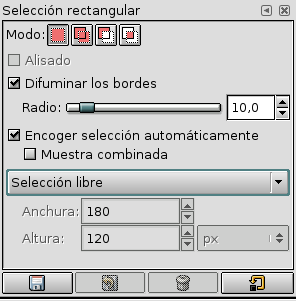 Selección rectangular
Modo:
Alisado
Difuminar los bordes
Radio: 10,0
Encoger selección automáticamente
Muestra combinada
Selección libre
Anchura: 180
Altura: 120 px